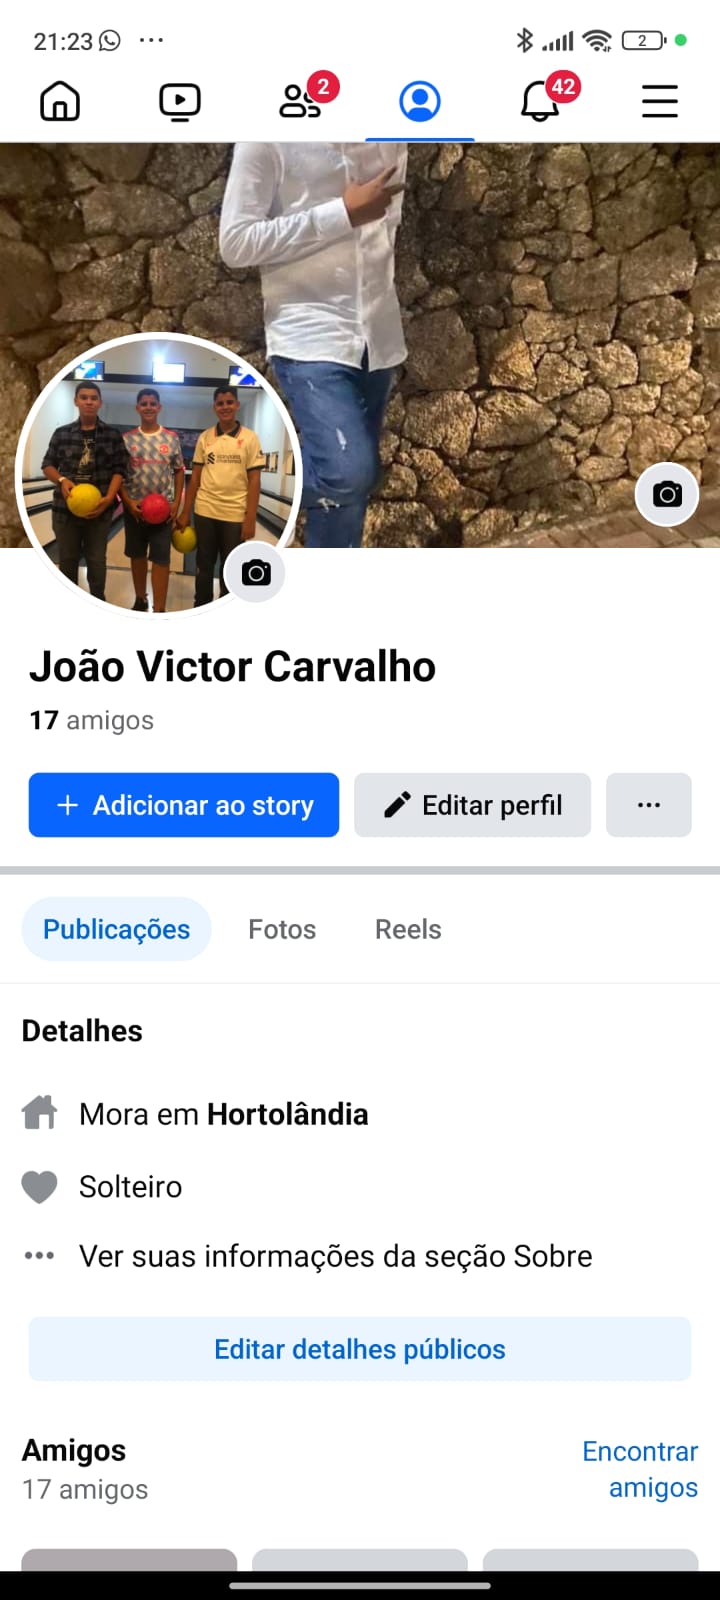 21:23
2
2
42
João Victor Carvalho
17 amigos
+ Adicionar ao story
Editar perfil
Publicações
Fotos
Reels
Detalhes
Mora em Hortolândia
Solteiro
Ver suas informações da seção Sobre
Editar detalhes públicos
Amigos
Encontrar
17 amigos
amigos